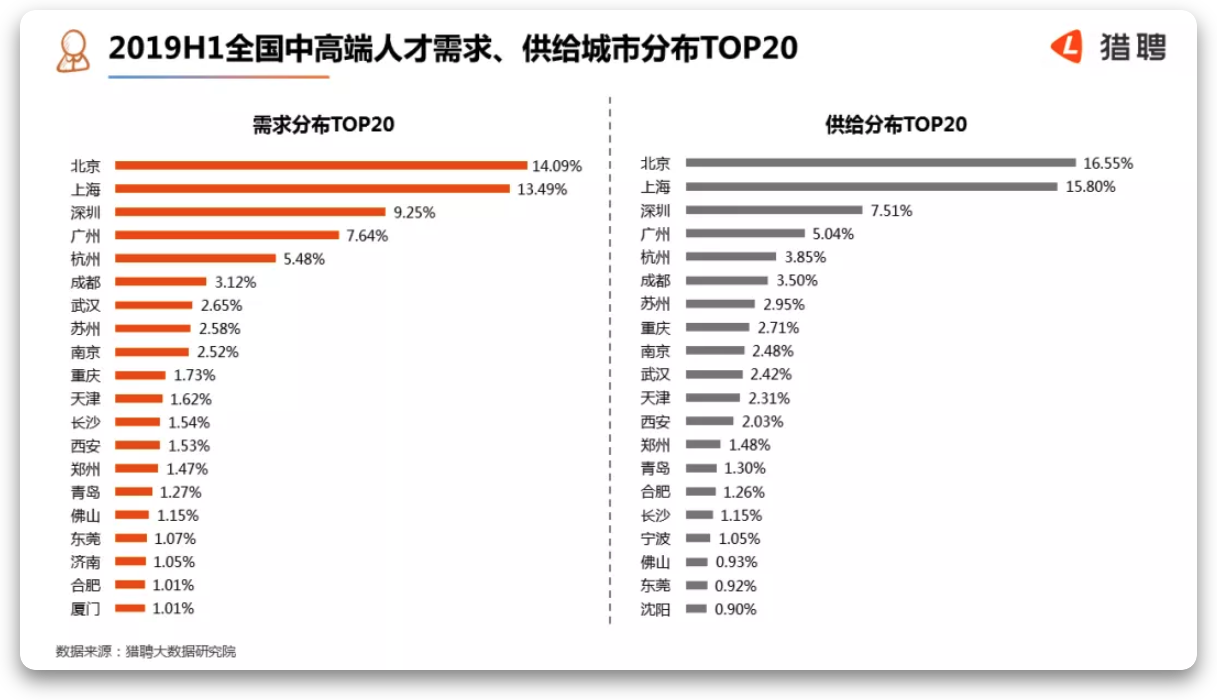 2019H1全国中高端人才需求、供给城市分布TOP20
猎聘
需求分布TOP20
北京 14.09%
上海 13.49%
深圳 9.25%
广州 7.64%
杭州 5.48%
成都 3.12%
武汉 2.65%
苏州 2.58%
南京 2.52%
重庆 1.73%
天津 1.62%
长沙 1.54%
西安 1.53%
郑州 1.47%
青岛 1.27%
佛山 1.15%
东莞 1.07%
济南 1.05%
合肥 1.01%
厦门 1.01%
供给分布TOP20
北京 16.55%
上海 15.80%
深圳 7.51%
广州 5.04%
杭州 3.85%
成都 3.50%
苏州 2.95%
重庆 2.71%
南京 2.48%
武汉 2.42%
天津 2.31%
西安 2.03%
郑州 1.48%
青岛 1.30%
合肥 1.26%
长沙 1.15%
宁波 1.05%
佛山 0.93%
东莞 0.92%
沈阳 0.90%
数据来源：猎聘大数据研究院